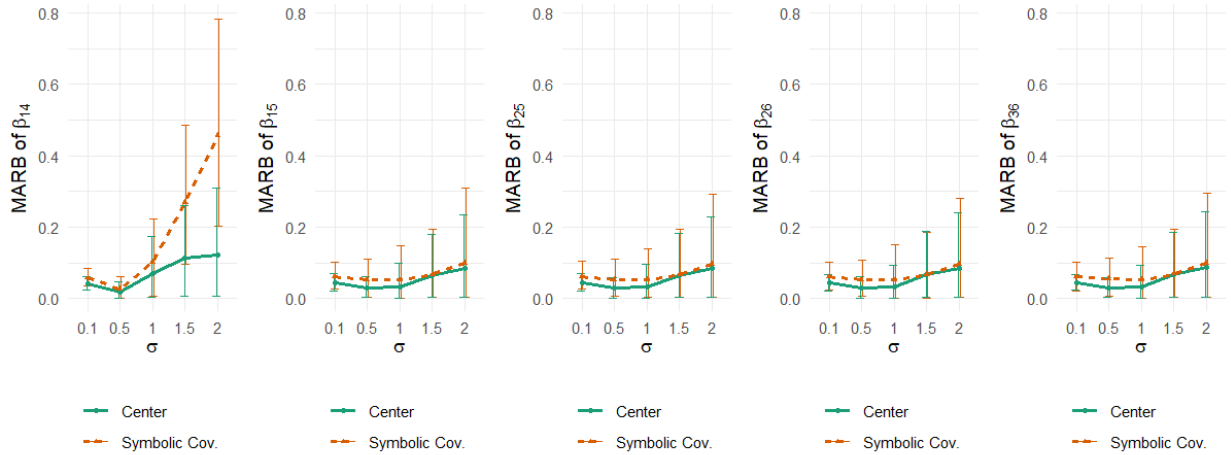 MARB of β14
0.8
0.6
0.4
0.2
0.0
0.1 0.5 1 1.5 2
σ
Center
Symbolic Cov.
MARB of β15
0.8
0.6
0.4
0.2
0.0
0.1 0.5 1 1.5 2
σ
Center
Symbolic Cov.
MARB of β25
0.8
0.6
0.4
0.2
0.0
0.1 0.5 1 1.5 2
σ
Center
Symbolic Cov.
MARB of β26
0.8
0.6
0.4
0.2
0.0
0.1 0.5 1 1.5 2
σ
Center
Symbolic Cov.
MARB of β36
0.8
0.6
0.4
0.2
0.0
0.1 0.5 1 1.5 2
σ
Center
Symbolic Cov.